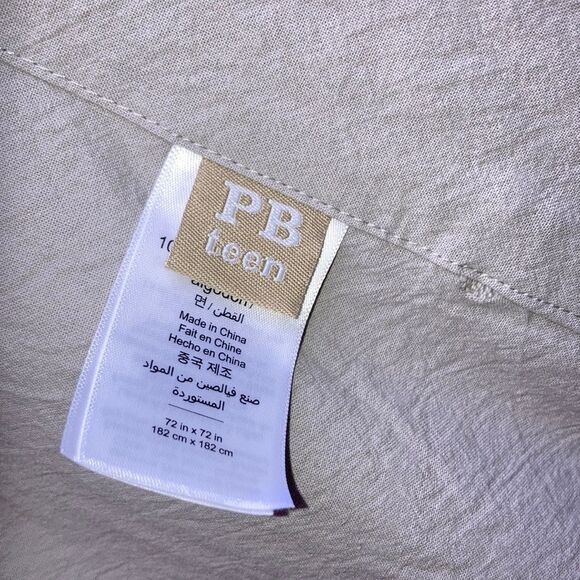 PB
teen
10
algodón /
면 / القطن /
Made in China
Fait en Chine
Hecho en China
중국 제조
صنع فيالصين من المواد
المستوردة
72 in x 72 in
182 cm x 182 cm